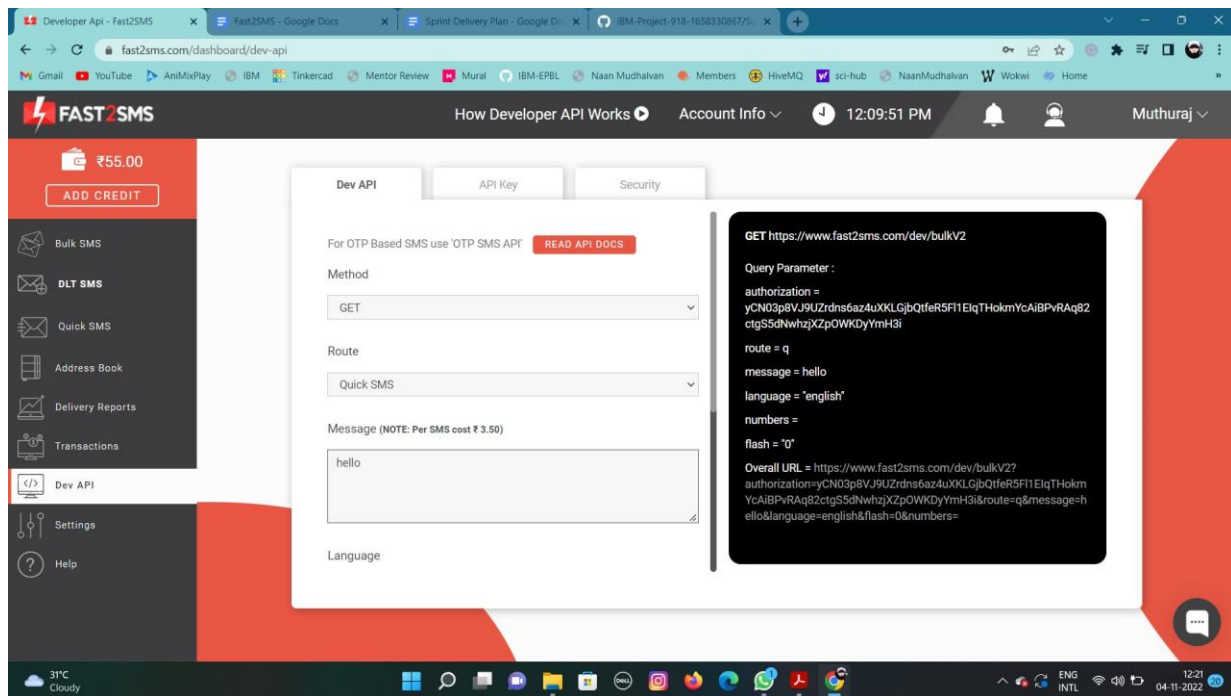 Developer Api - Fast2SMS
Fast2SMS - Google Docs
Sprint Delivery Plan - Google Do
IBM-Project-918-1658330867/S
fast2sms.com/dashboard/dev-api
Gmail YouTube AniMixPlay IBM Tinkercad Mentor Review Mural IBM-EPBL Naan Mudhalvan Members HiveMQ sci-hub NaanMudhalvan Wokwi Home
FAST2SMS
How Developer API Works
Account Info
12:09:51 PM
Muthuraj
₹55.00
ADD CREDIT
Bulk SMS
DLT SMS
Quick SMS
Address Book
Delivery Reports
Transactions
Dev API
Settings
Help
Dev API
API Key
Security
For OTP Based SMS use 'OTP SMS API'
READ API DOCS
Method
GET
Route
Quick SMS
Message (NOTE: Per SMS cost ₹ 3.50)
hello
Language
GET https://www.fast2sms.com/dev/bulkV2
Query Parameter :
authorization =
yCN03p8VJ9UZrdns6az4uXKLGjbQtfeR5Fl1EIqTHokmYcAiBPvRAq82
ctgS5dNwhzjXZpOWKDyYmH3i
route = q
message = hello
language = "english"
numbers =
flash = "0"
Overall URL = https://www.fast2sms.com/dev/bulkV2?
authorization=yCN03p8VJ9UZrdns6az4uXKLGjbQtfeR5Fl1EIqTHokm
YcAiBPvRAq82ctgS5dNwhzjXZpOWKDyYmH3i&route=q&message=h
ello&language=english&flash=0&numbers=
31°C
Cloudy
DELL
ENG
INTL
12:21
04-11-2022
20